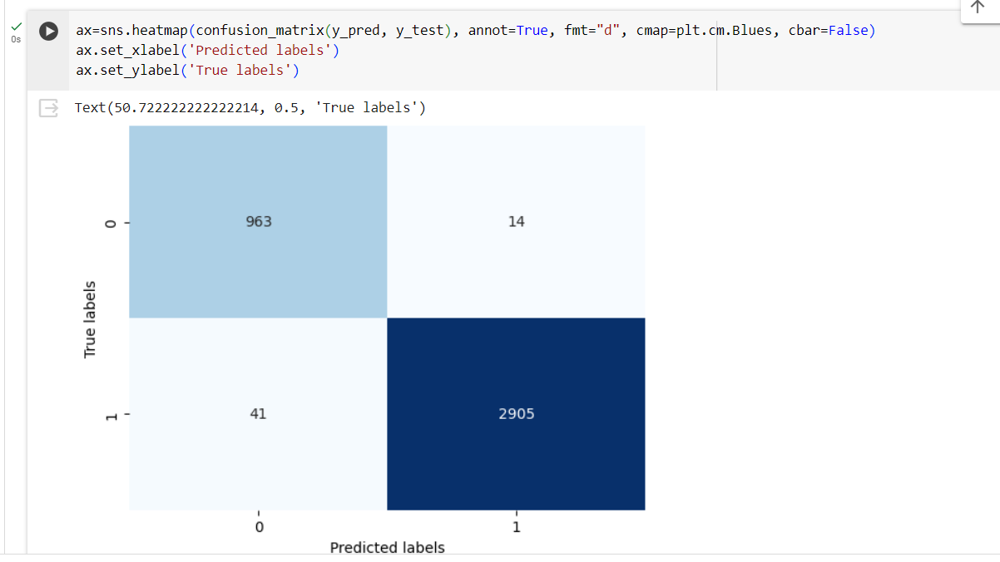 ax=sns.heatmap(confusion_matrix(y_pred, y_test), annot=True, fmt="d", cmap=plt.cm.Blues, cbar=False)
0s
ax.set_xlabel('Predicted labels')
ax.set_ylabel('True labels')
Text(50.722222222222214, 0.5, 'True labels')
0
963
14
True labels
1
41
2905
0
1
Predicted labels